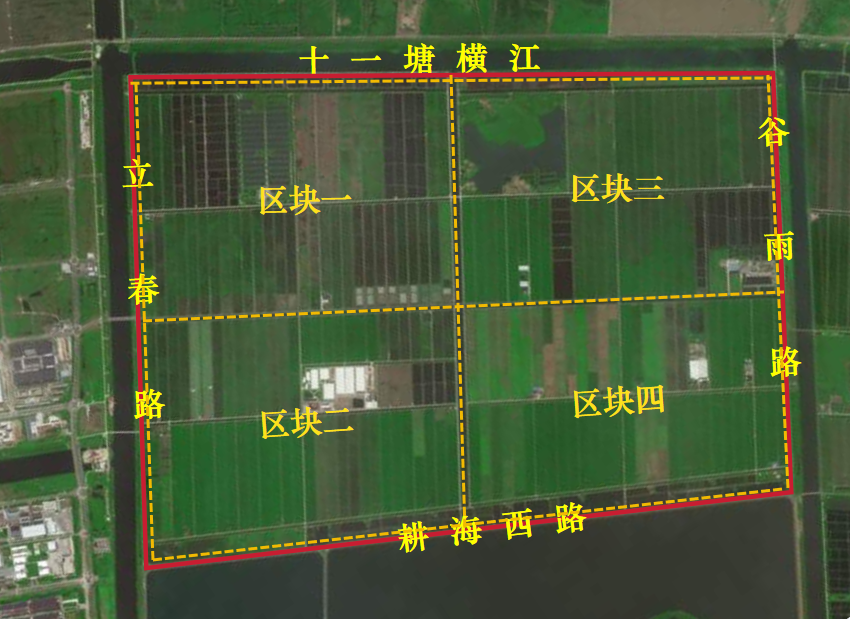 十一塘横江
立春路
谷雨路
区块一
区块三
区块二
区块四
耕海西路